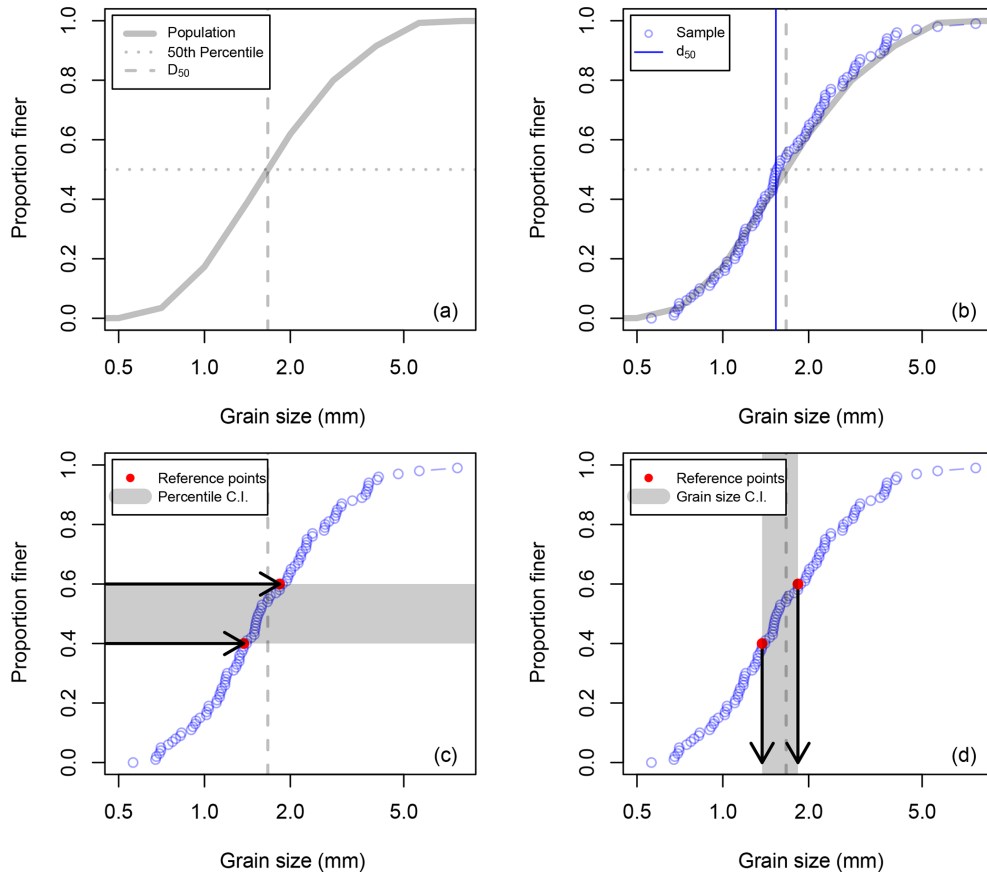 Proportion finer
0.0 0.2 0.4 0.6 0.8 1.0
Population
50th Percentile
D50
(a)
0.5 1.0 2.0 5.0
Grain size (mm)
Proportion finer
0.0 0.2 0.4 0.6 0.8 1.0
Sample
d50
(b)
0.5 1.0 2.0 5.0
Grain size (mm)
Proportion finer
0.0 0.2 0.4 0.6 0.8 1.0
Reference points
Percentile C.I.
(c)
0.5 1.0 2.0 5.0
Grain size (mm)
Proportion finer
0.0 0.2 0.4 0.6 0.8 1.0
Reference points
Grain size C.I.
(d)
0.5 1.0 2.0 5.0
Grain size (mm)